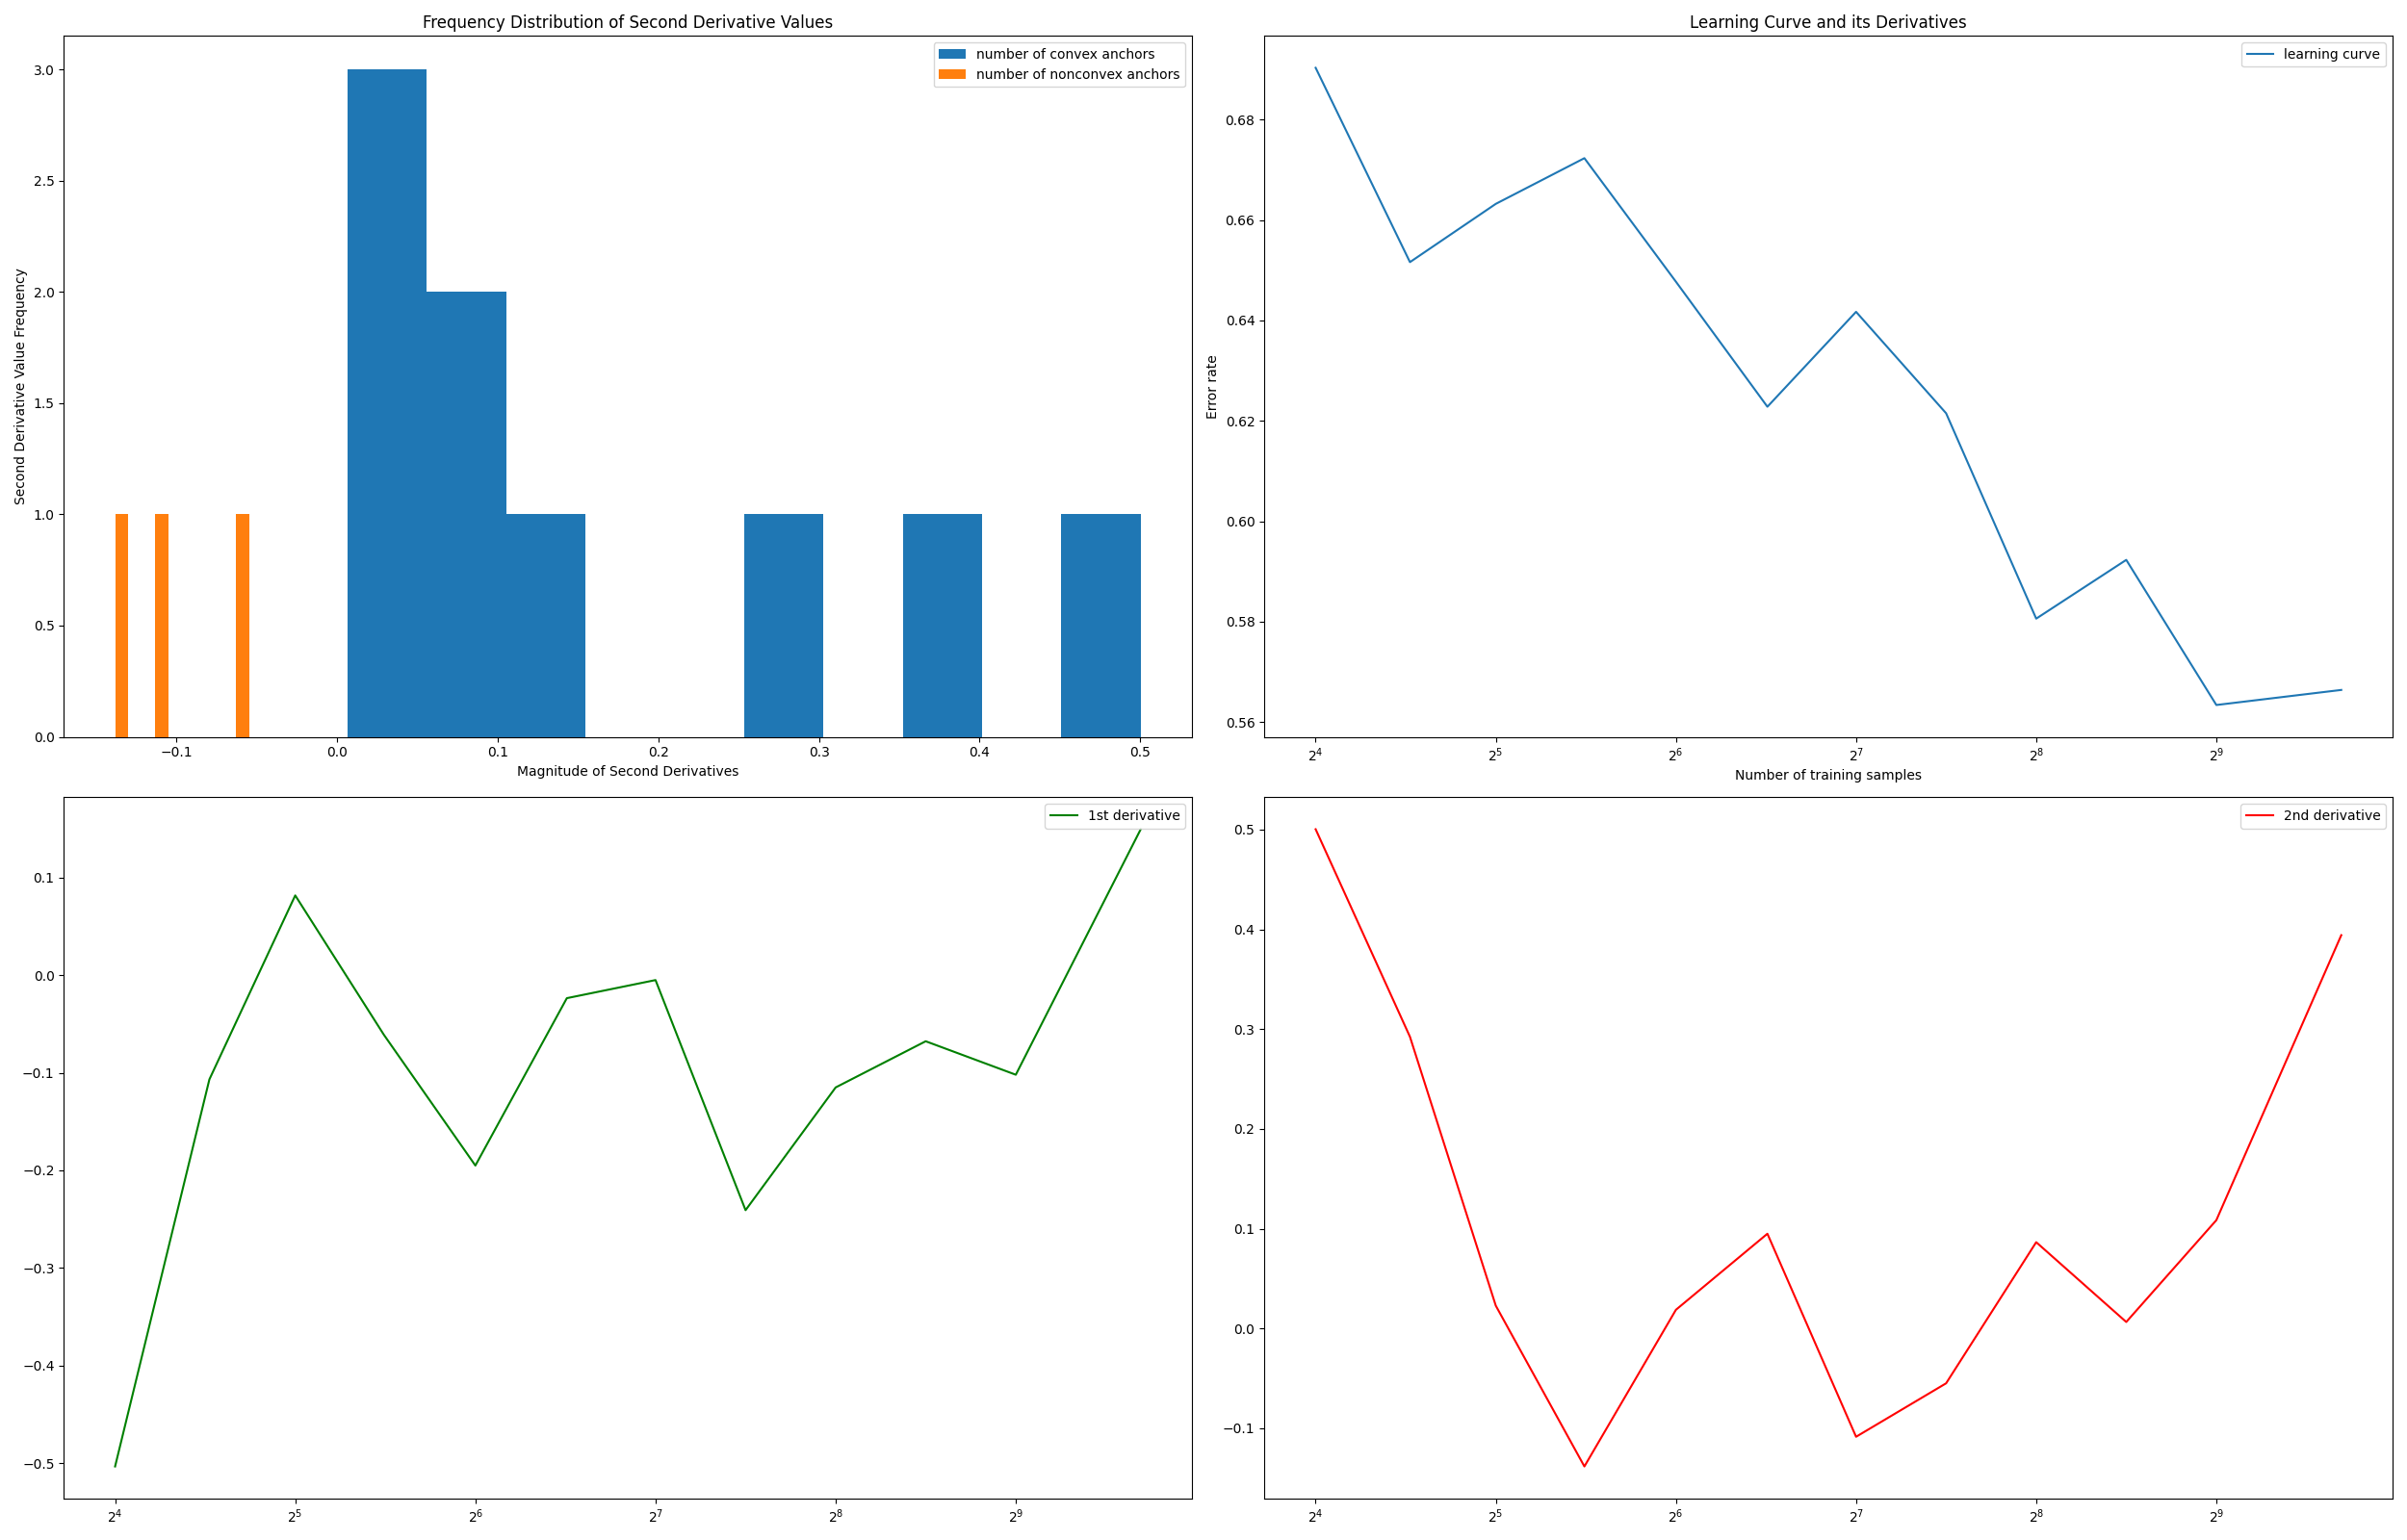 Frequency Distribution of Second Derivative Values
number of convex anchors
number of nonconvex anchors
Second Derivative Value Frequency
3.0
2.5
2.0
1.5
1.0
0.5
0.0
−0.1 0.0 0.1 0.2 0.3 0.4 0.5
Magnitude of Second Derivatives
Learning Curve and its Derivatives
learning curve
Error rate
0.68
0.66
0.64
0.62
0.60
0.58
0.56
2⁴ 2⁵ 2⁶ 2⁷ 2⁸ 2⁹
Number of training samples
1st derivative
0.1
0.0
−0.1
−0.2
−0.3
−0.4
−0.5
2⁴ 2⁵ 2⁶ 2⁷ 2⁸ 2⁹
2nd derivative
0.5
0.4
0.3
0.2
0.1
0.0
−0.1
2⁴ 2⁵ 2⁶ 2⁷ 2⁸ 2⁹